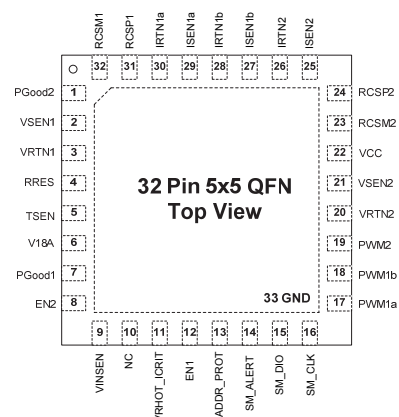 RCSM1
RCSP1
IRTN1a
ISEN1a
IRTN1b
ISEN1b
IRTN2
ISEN2
32 31 30 29 28 27 26 25
PGood2 1
VSEN1 2
VRTN1 3
RRES 4
TSEN 5
V18A 6
PGood1 7
EN2 8
32 Pin 5x5 QFN
Top View
33 GND
24 RCSP2
23 RCSM2
22 VCC
21 VSEN2
20 VRTN2
19 PWM2
18 PWM1b
17 PWM1a
9 10 11 12 13 14 15 16
VINSEN
NC
VRHOT_ICRIT
EN1
ADDR_PROT
SM_ALERT
SM_DIO
SM_CLK